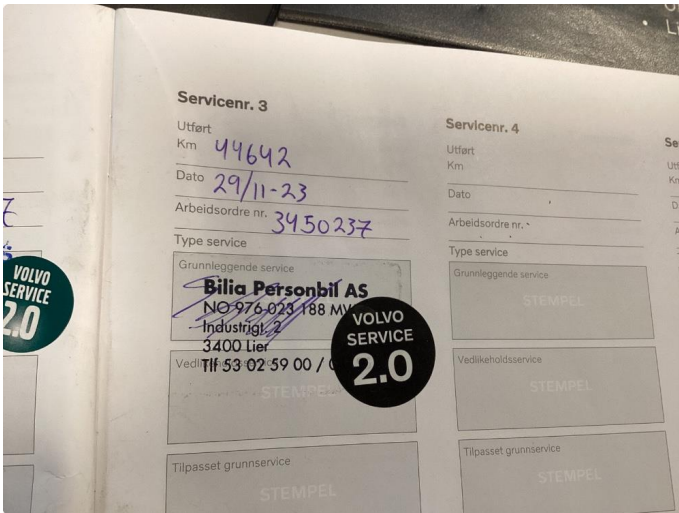 Servicenr. 3
Utført
Km 44642
Dato 29/11-23
Arbeidsordre nr. 3450237
Type service
Grunnleggende service
Bilia Personbil AS
NO 976 023 188
Industrigt. 2
3400 Lier
Tlf 53 02 59 00 /
STEMPEL
Tilpasset grunnservice
STEMPEL
VOLVO
SERVICE
2.0
Servicenr. 4
Utført
Km
Dato
Arbeidsordre nr.
Type service
Grunnleggende service
STEMPEL
Vedlikeholdsservice
STEMPEL
Tilpasset grunnservice
STEMPEL
VOLVO
SERVICE
2.0